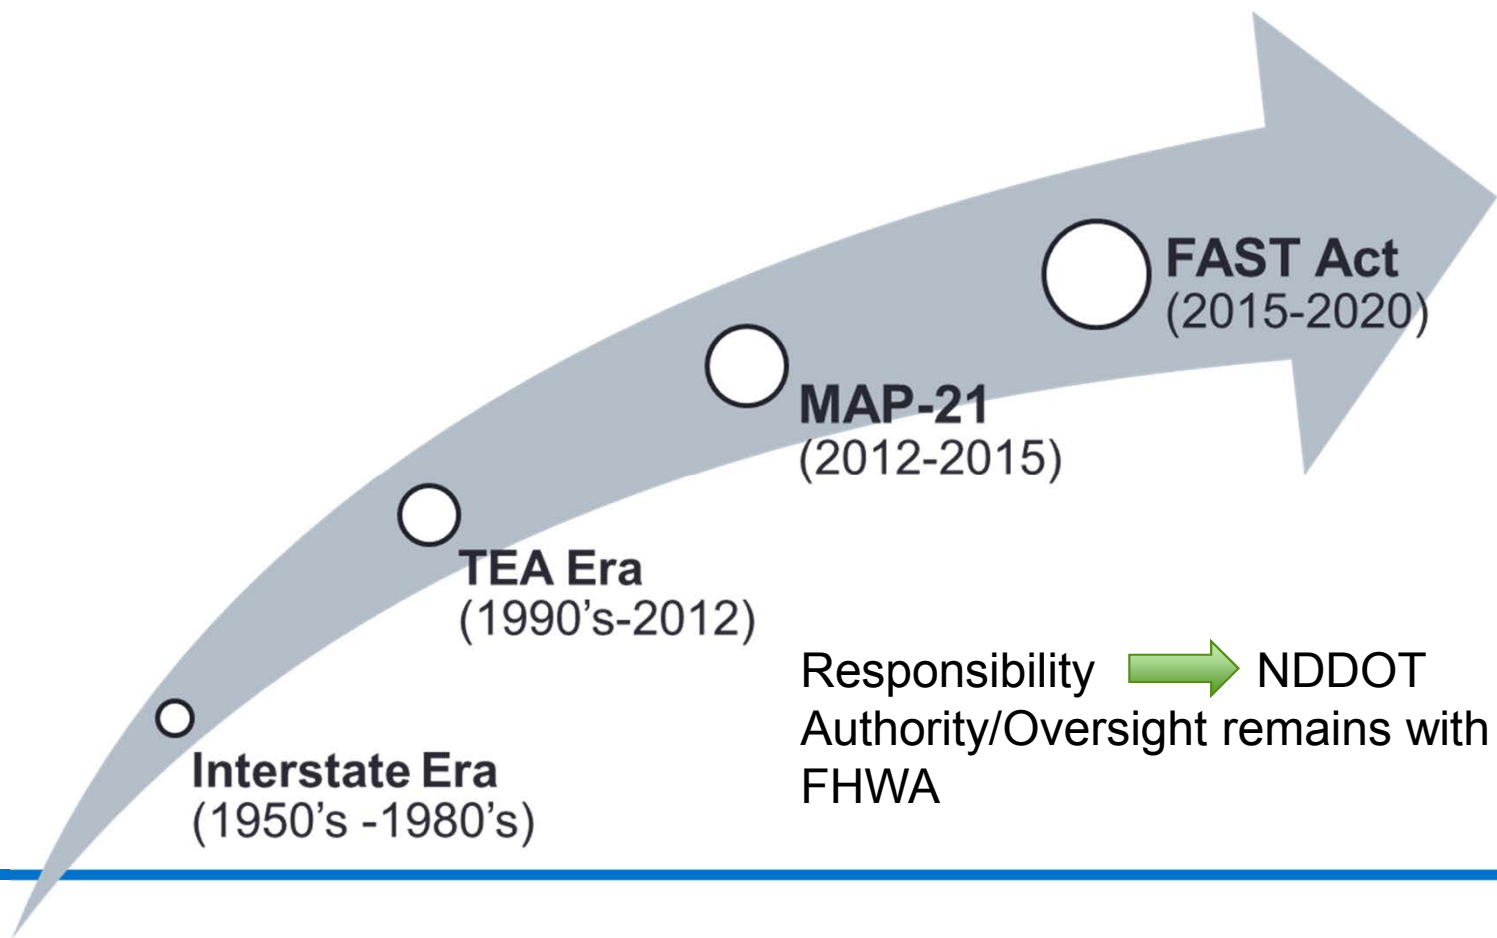 FAST Act
(2015-2020)
MAP-21
(2012-2015)
TEA Era
(1990’s-2012)
Interstate Era
(1950’s -1980’s)
Responsibility NDDOT
Authority/Oversight remains with
FHWA